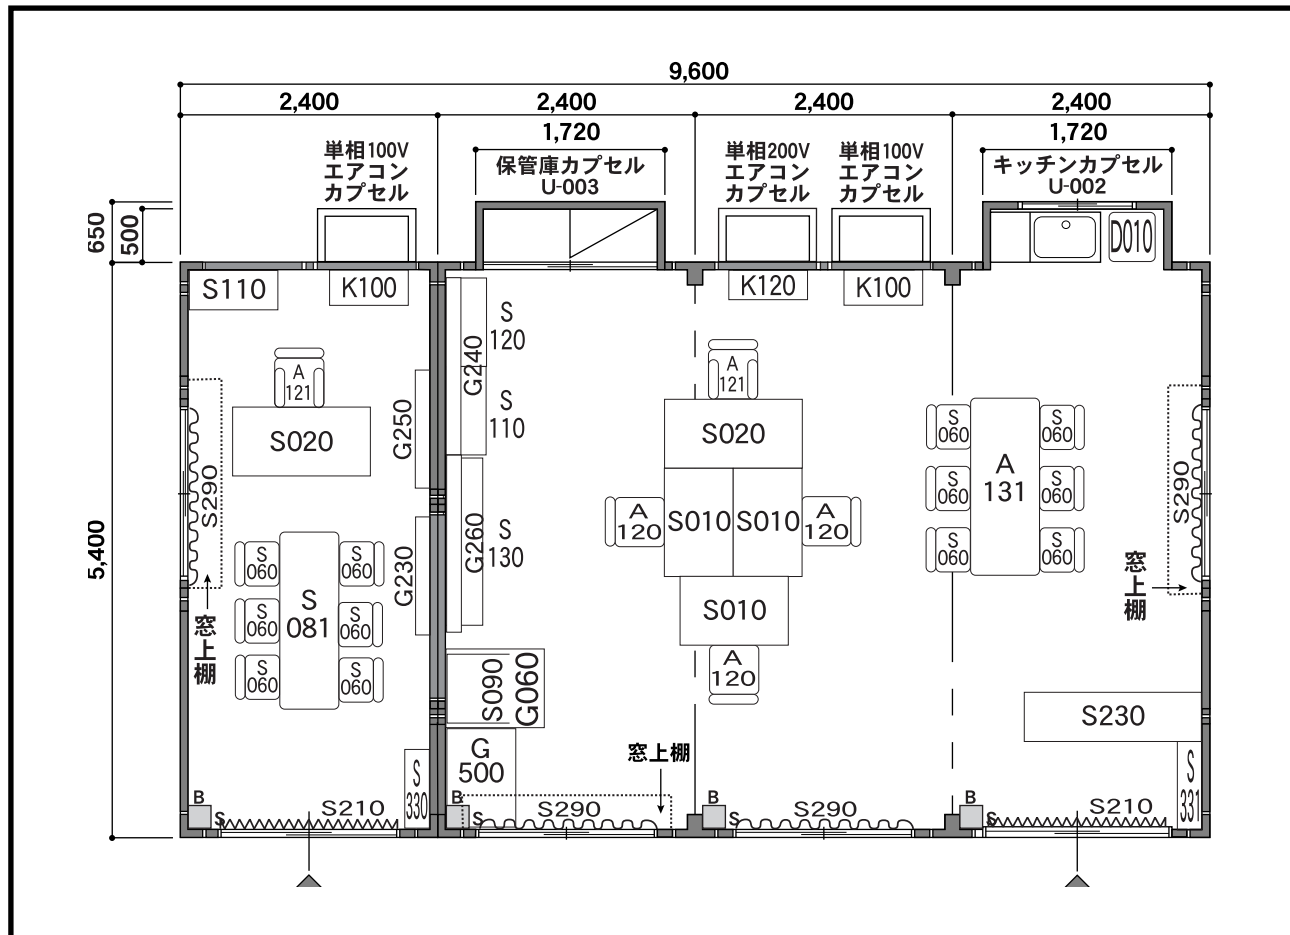 9,600
2,400
2,400
2,400
2,400
1,720
1,720
単相100V
エアコン
カプセル
保管庫カプセル
U-003
単相200V
エアコン
カプセル
単相100V
エアコン
カプセル
キッチンカプセル
U-002
650
500
5,400
D010
S110
K100
K120
K100
S
120
G240
S
110
A
121
S020
G250
S290
A
121
S020
S
060
S
060
S
060
S
060
S
060
S
060
A
131
S290
A
120
S010
S010
A
120
G260
S
130
G230
S
060
S
060
S
060
S
060
S
060
S
060
S
081
S010
A
120
窓上棚
窓上棚
S090
G060
S230
G
500
窓上棚
S
330
S
331
B
S
S210
B
S
S290
B
S
S290
B
S
S210